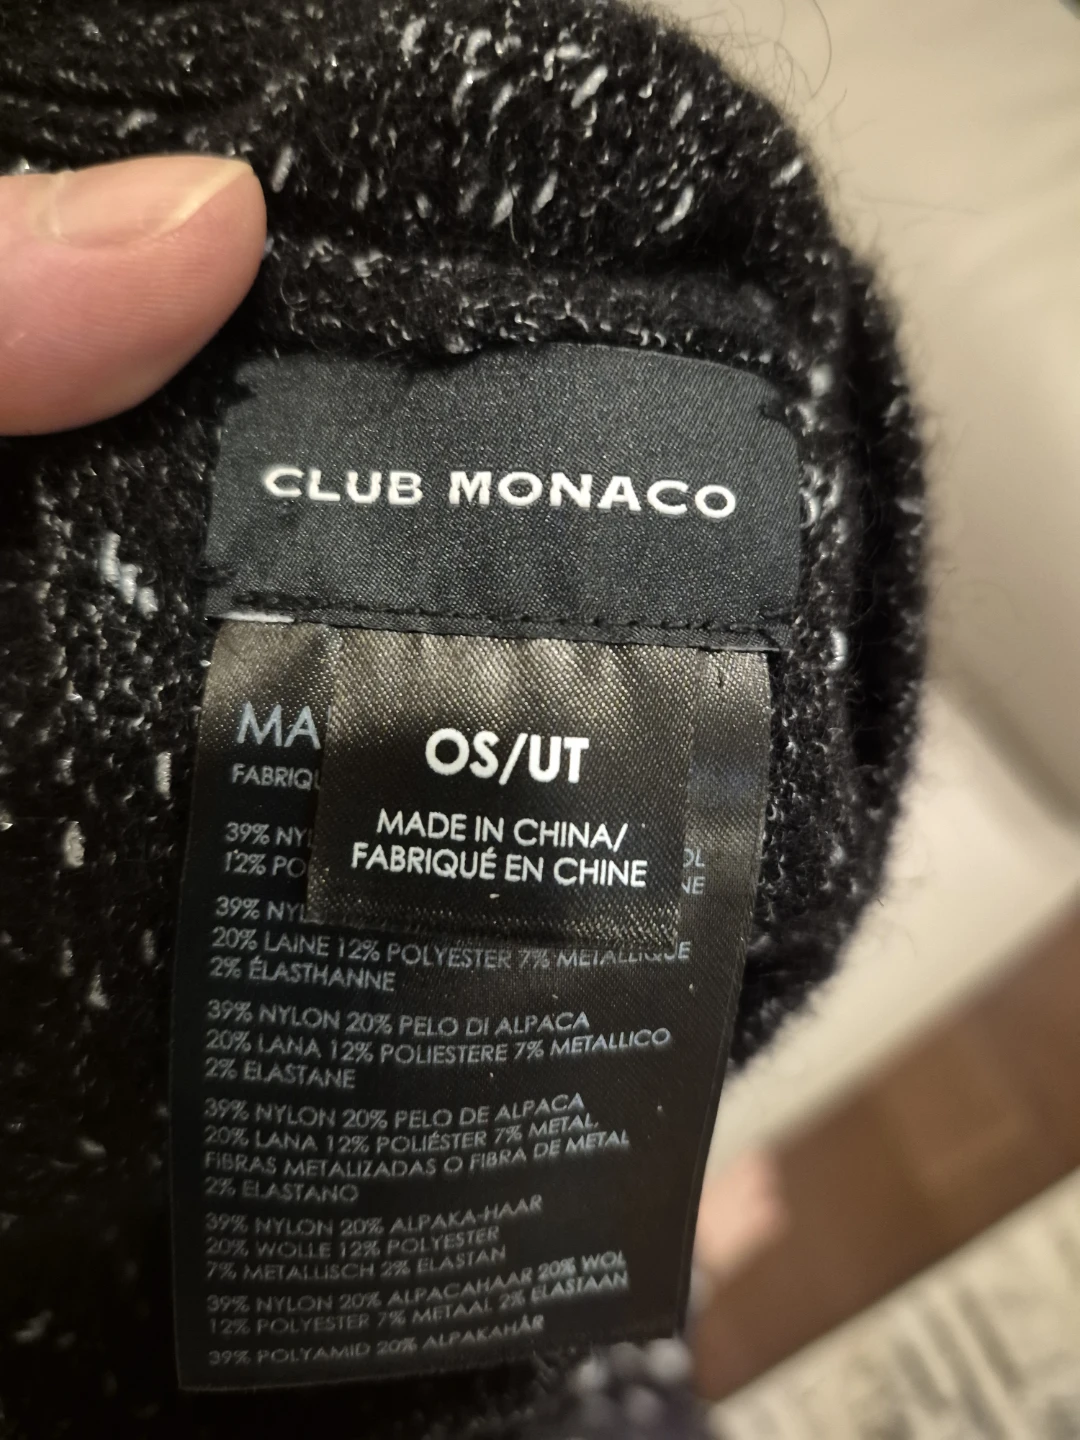 CLUB MONACO
OS/UT
MADE IN CHINA/
FABRIQUÉ EN CHINE
MA
FABRIQU
39% NY
12% PO
39% NYL
20% LAINE 12% POLYESTER 7% METALLIQUE
2% ÉLASTHANNE
39% NYLON 20% PELO DI ALPACA
20% LANA 12% POLIESTERE 7% METALLICO
2% ELASTANE
39% NYLON 20% PELO DE ALPACA
20% LANA 12% POLIÉSTER 7% METAL,
FIBRAS METALIZADAS O FIBRA DE METAL
2% ELASTANO
39% NYLON 20% ALPAKA-HAAR
20% WOLLE 12% POLYESTER
7% METALLISCH 2% ELASTAN
39% NYLON 20% ALPACAHAAR 20% WOL
12% POLYESTER 7% METAAL 2% ELASTAAN
39% POLYAMID 20% ALPAKAHÅR